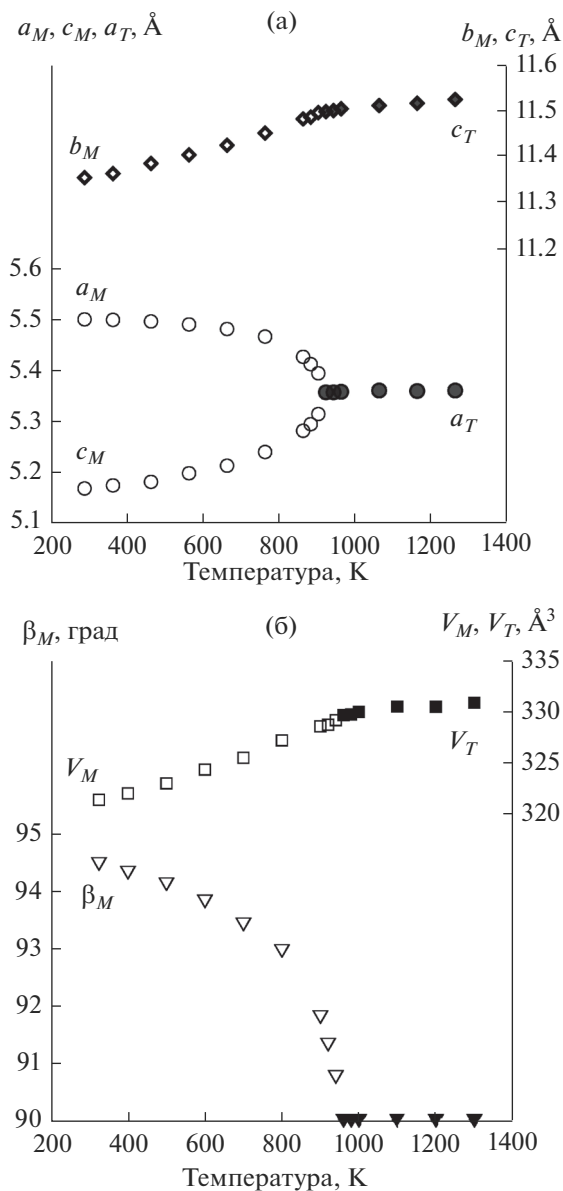 a_M, c_M, a_T, Å
(а)
b_M, c_T, Å
11.6
11.5
b_M
c_T
11.4
11.3
11.2
5.6
a_M
5.5
5.4
5.3
a_T
c_M
5.2
5.1
200 400 600 800 1000 1200 1400
Температура, K
β_M, град
(б)
V_M, V_T, Å³
335
330
V_T
V_M
325
320
95
β_M
94
93
92
91
90
200 400 600 800 1000 1200 1400
Температура, K